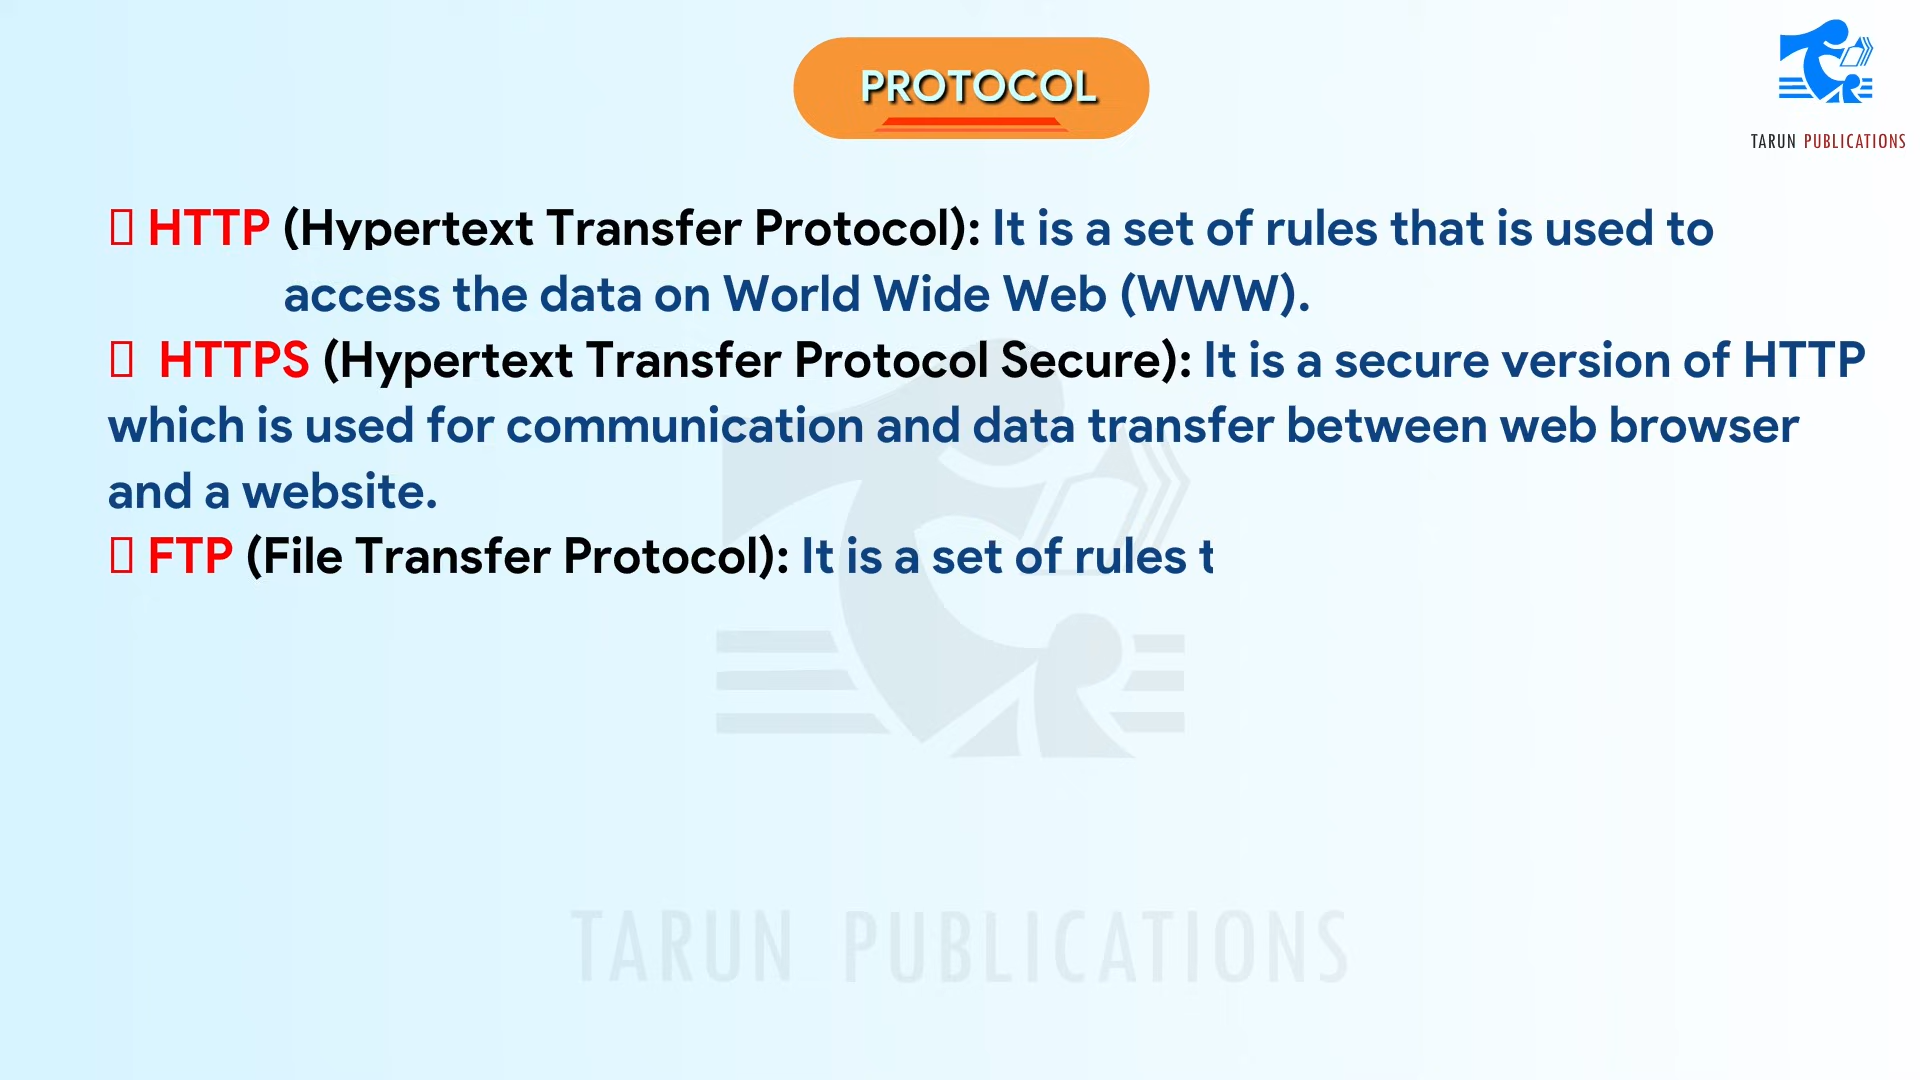 PROTOCOL
TARUN PUBLICATIONS
HTTP (Hypertext Transfer Protocol): It is a set of rules that is used to
access the data on World Wide Web (WWW).
HTTPS (Hypertext Transfer Protocol Secure): It is a secure version of HTTP
which is used for communication and data transfer between web browser
and a website.
FTP (File Transfer Protocol): It is a set of rules t
TARUN PUBLICATIONS